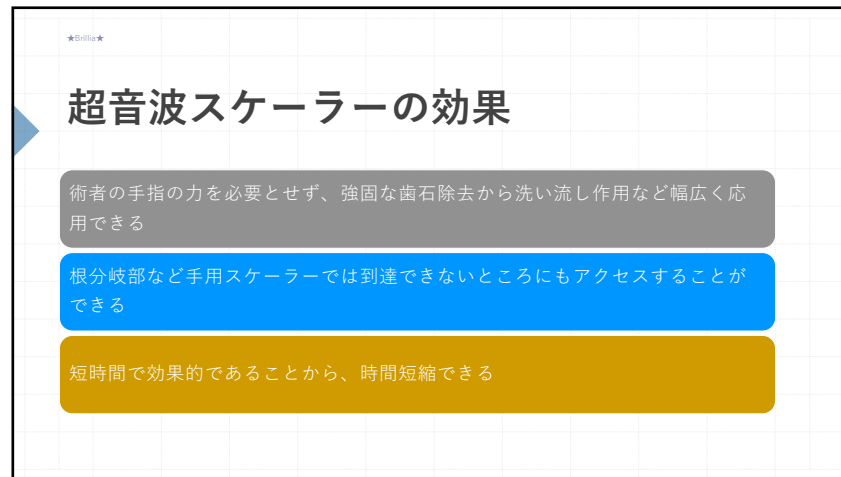 ★Brillia★
超音波スケーラーの効果
術者の手指の力を必要とせず、強固な歯石除去から洗い流し作用など幅広く応
用できる
根分岐部など手用スケーラーでは到達できないところにもアクセスすることが
できる
短時間で効果的であることから、時間短縮できる